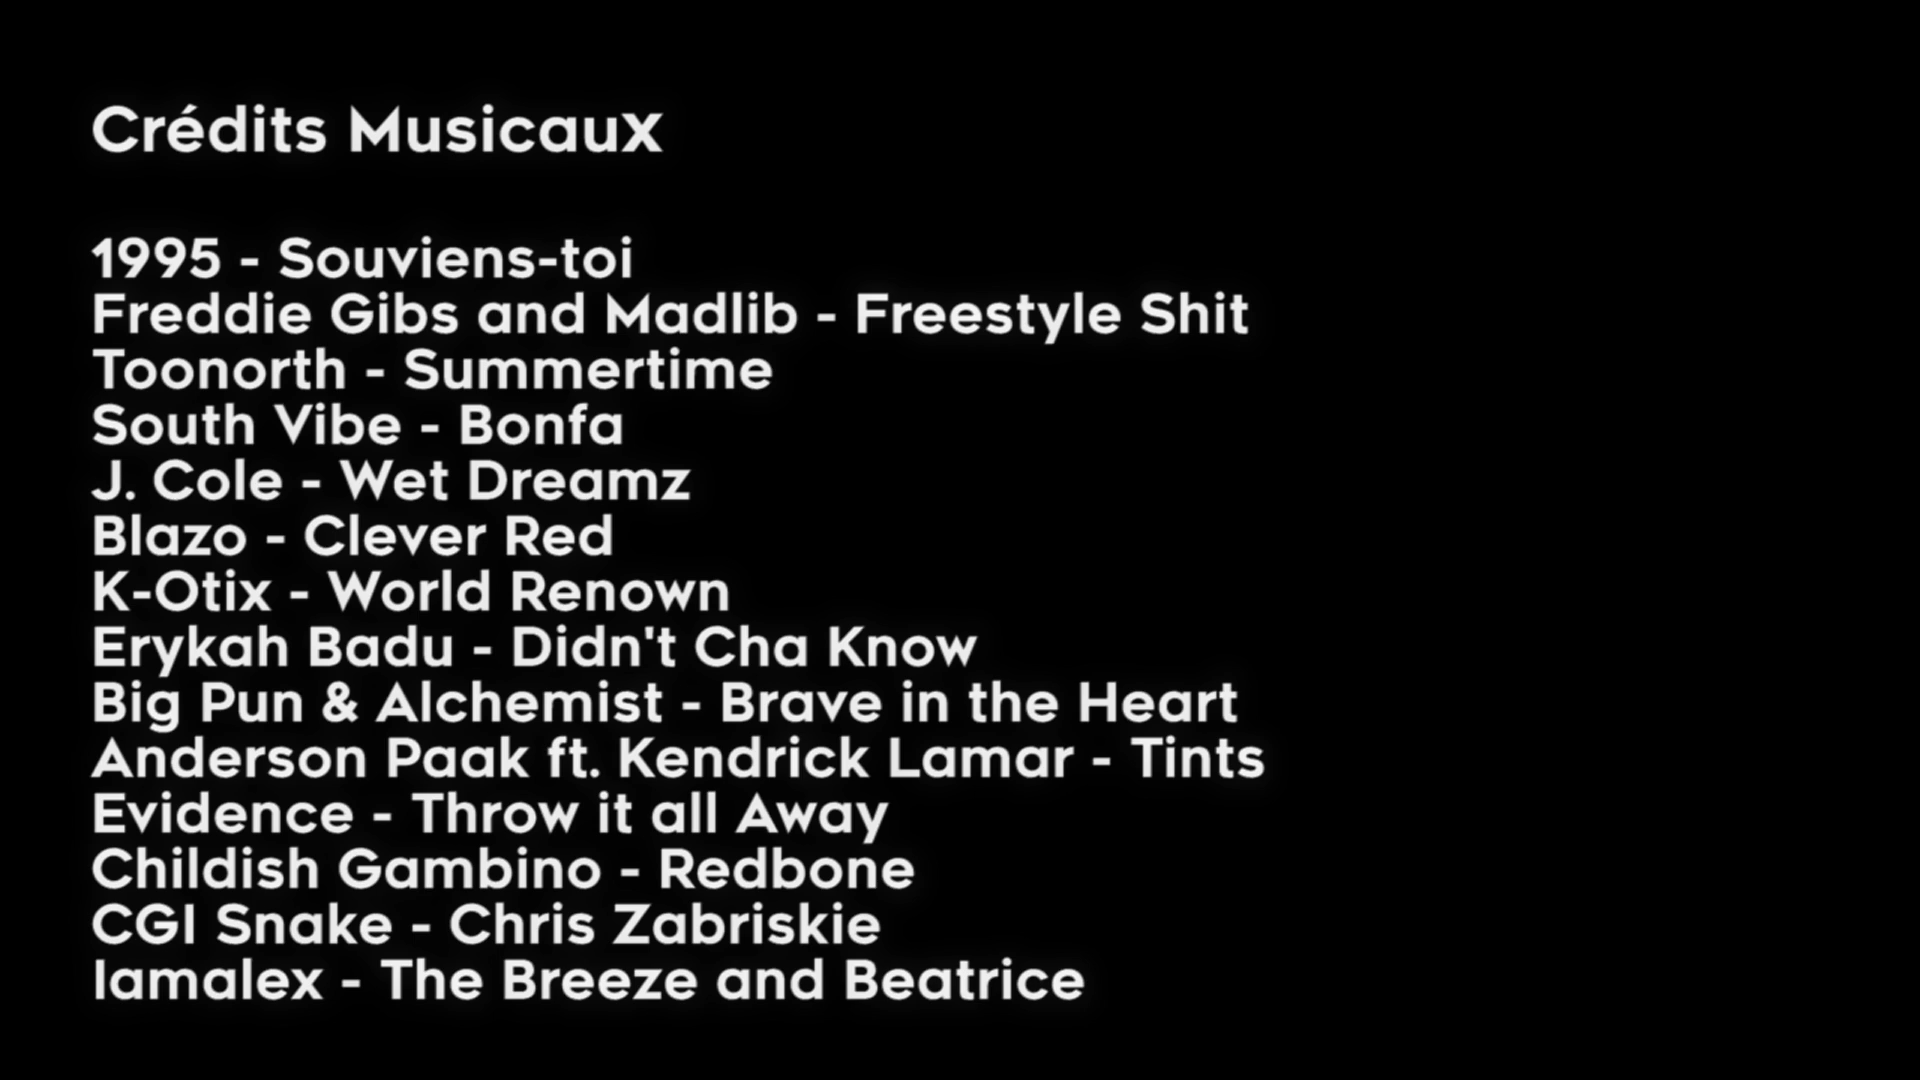 Crédits Musicaux
1995 - Souviens-toi
Freddie Gibs and Madlib - Freestyle Shit
Toonorth - Summertime
South Vibe - Bonfa
J. Cole - Wet Dreamz
Blazo - Clever Red
K-Otix - World Renown
Erykah Badu - Didn't Cha Know
Big Pun & Alchemist - Brave in the Heart
Anderson Paak ft. Kendrick Lamar - Tints
Evidence - Throw it all Away
Childish Gambino - Redbone
CGI Snake - Chris Zabriskie
Iamalex - The Breeze and Beatrice